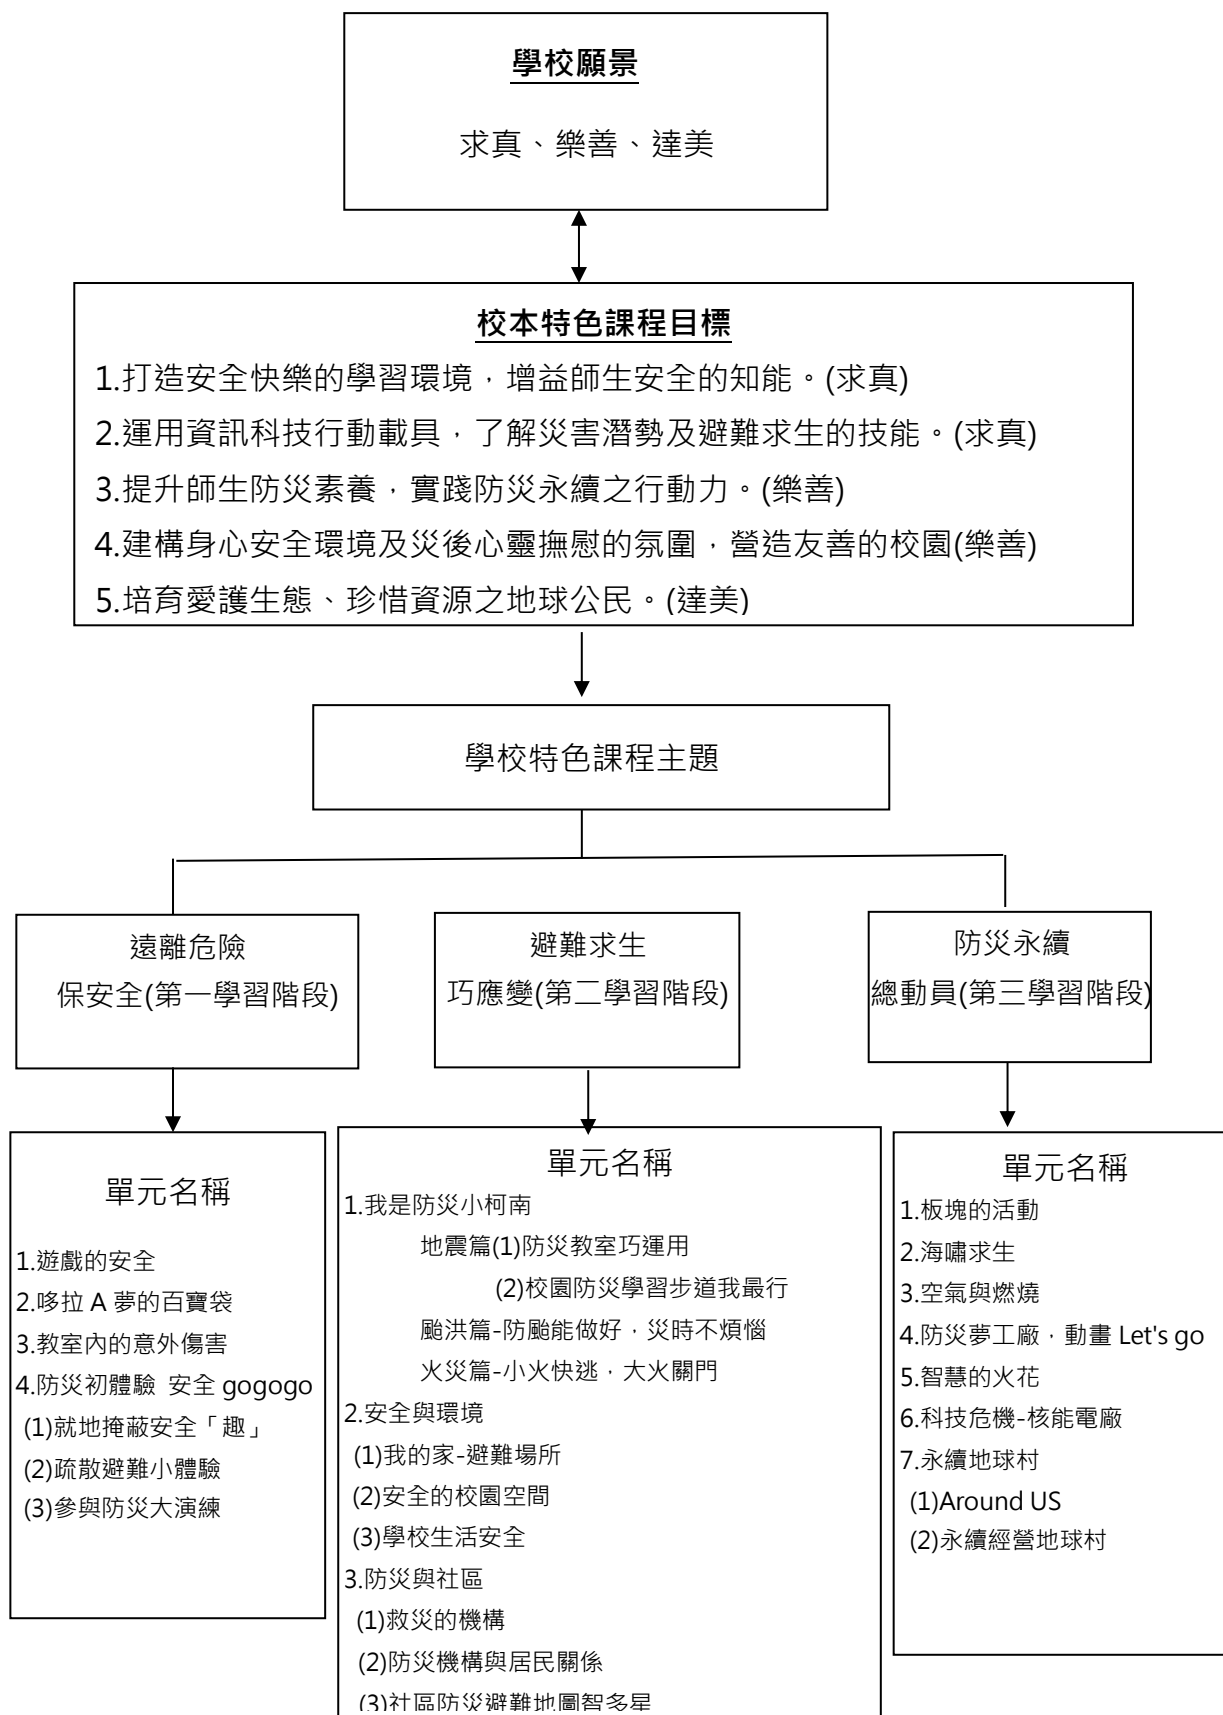 學校願景
求真、樂善、達美
校本特色課程目標
1.打造安全快樂的學習環境，增益師生安全的知能。(求真)
2.運用資訊科技行動載具，了解災害潛勢及避難求生的技能。(求真)
3.提升師生防災素養，實踐防災永續之行動力。(樂善)
4.建構身心安全環境及災後心靈撫慰的氛圍，營造友善的校園(樂善)
5.培育愛護生態、珍惜資源之地球公民。(達美)
學校特色課程主題
遠離危險
保安全(第一學習階段)
避難求生
巧應變(第二學習階段)
防災永續
總動員(第三學習階段)
單元名稱
1.遊戲的安全
2.哆拉 A 夢的百寶袋
3.教室內的意外傷害
4.防災初體驗 安全 gogogo
(1)就地掩蔽安全「趣」
(2)疏散避難小體驗
(3)參與防災大演練
單元名稱
1.我是防災小柯南
地震篇(1)防災教室巧運用
(2)校園防災學習步道我最行
颱洪篇-防颱能做好，災時不煩惱
火災篇-小火快逃，大火關門
2.安全與環境
(1)我的家-避難場所
(2)安全的校園空間
(3)學校生活安全
3.防災與社區
(1)救災的機構
(2)防災機構與居民關係
(3)社區防災避難地圖智多星
單元名稱
1.板塊的活動
2.海嘯求生
3.空氣與燃燒
4.防災夢工廠，動畫 Let's go
5.智慧的火花
6.科技危機-核能電廠
7.永續地球村
(1)Around US
(2)永續經營地球村